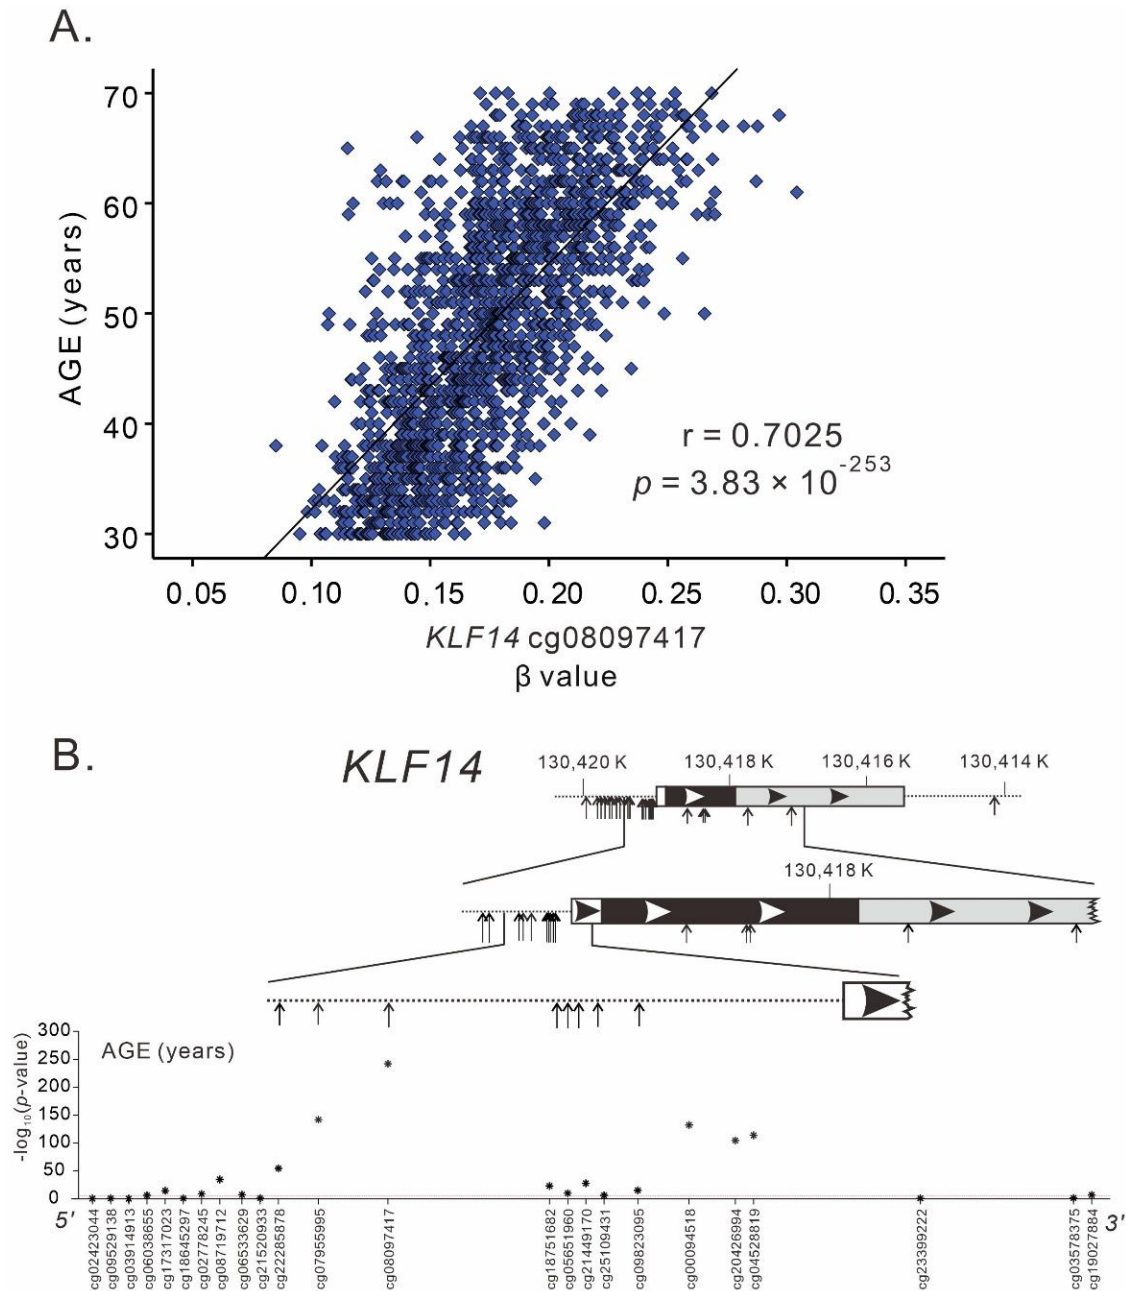 A.
70
60
50
40
30
AGE (years)
r = 0.7025
p = 3.83 × 10^-253
0.05 0.10 0.15 0.20 0.25 0.30 0.35
KLF14 cg08097417
β value
B.
KLF14
130,420 K 130,418 K 130,416 K 130,414 K
130,418 K
300
250
200
150
100
50
0
-log10(p-value)
AGE (years)
5'
3'
cg02423044
cg09529138
cg03914913
cg06038655
cg17317023
cg18645297
cg02778245
cg08719712
cg06533629
cg21520933
cg22285878
cg07955995
cg08097417
cg18751682
cg05651960
cg21449170
cg25109431
cg09823095
cg00094518
cg20426994
cg04528819
cg23399222
cg03578375
cg19027884